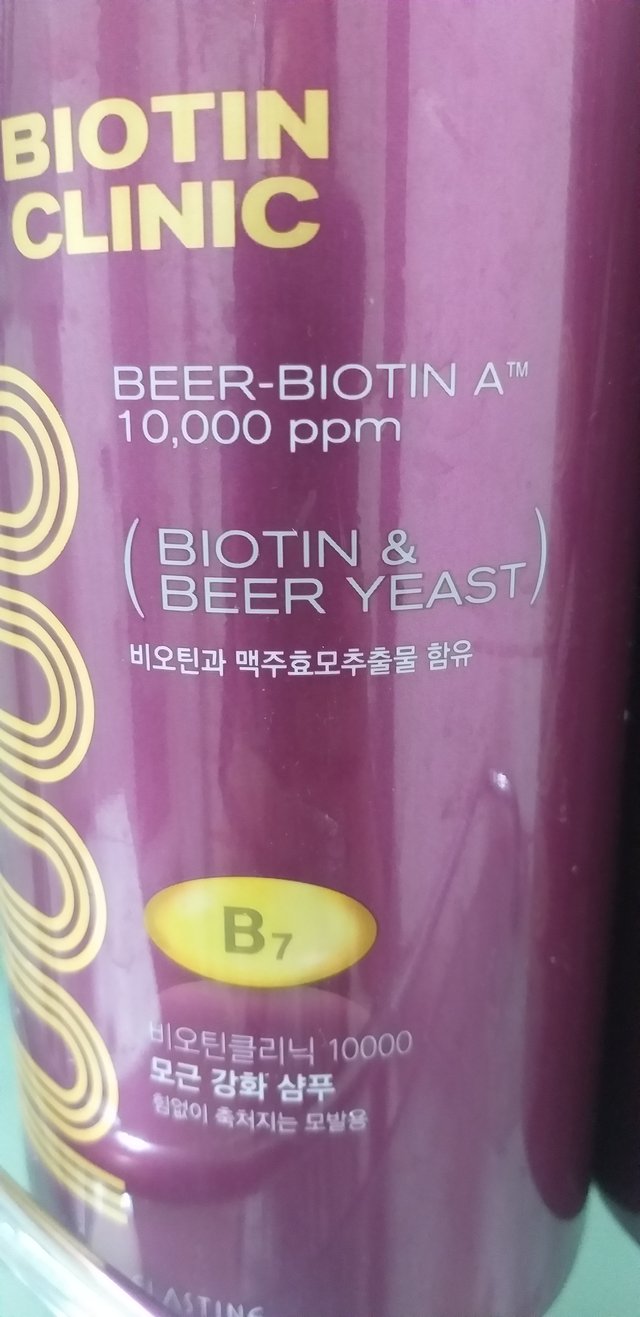 BIOTIN
CLINIC
BEER-BIOTIN A™
10,000 ppm
(BIOTIN &
BEER YEAST)
비오틴과 맥주효모추출물 함유
B7
비오틴클리닉 10000
모근 강화 샴푸
힘없이 축처지는 모발용
10000